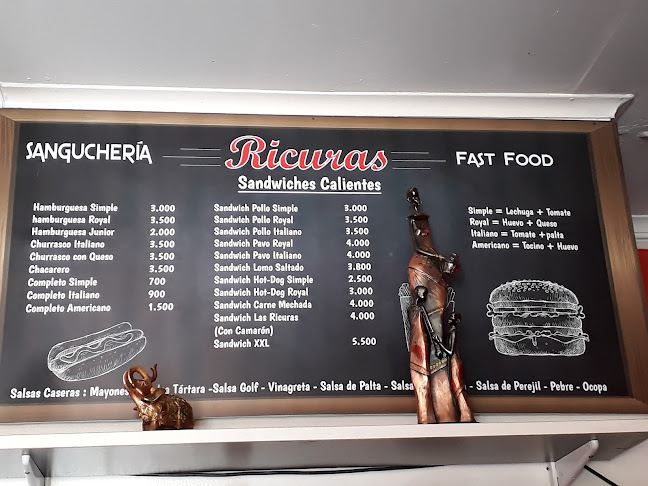 SANGUCHERÍA
Ricuras
FAST FOOD
Sandwiches Calientes
Hamburguesa Simple 3.000
hamburguesa Royal 3.500
Hamburguesa Junior 2.000
Churrasco Italiano 3.500
Churrasco con Queso 3.500
Chacarero 3.500
Completo Simple 700
Completo Italiano 900
Completo Americano 1.500
Sandwich Pollo Simple 3.000
Sandwich Pollo Royal 3.500
Sandwich Pollo Italiano 3.500
Sandwich Pavo Royal 4.000
Sandwich Pavo Italiano 4.000
Sandwich Lomo Saltado 3.800
Sandwich Hot-Dog Simple 2.500
Sandwich Hot-Dog Royal 3.000
Sandwich Carne Mechada 4.000
Sandwich Las Ricuras 4.000
(Con Camarón)
Sandwich XXL 5.500
Simple = Lechuga + Tomate
Royal = Huevo + Queso
Italiano = Tomate +palta
Americano = Tocino + Huevo
Salsas Caseras : Tártara -Salsa Golf - Vinagreta - Salsa de Palta - - Salsa de Perejil - Pebre - Ocopa